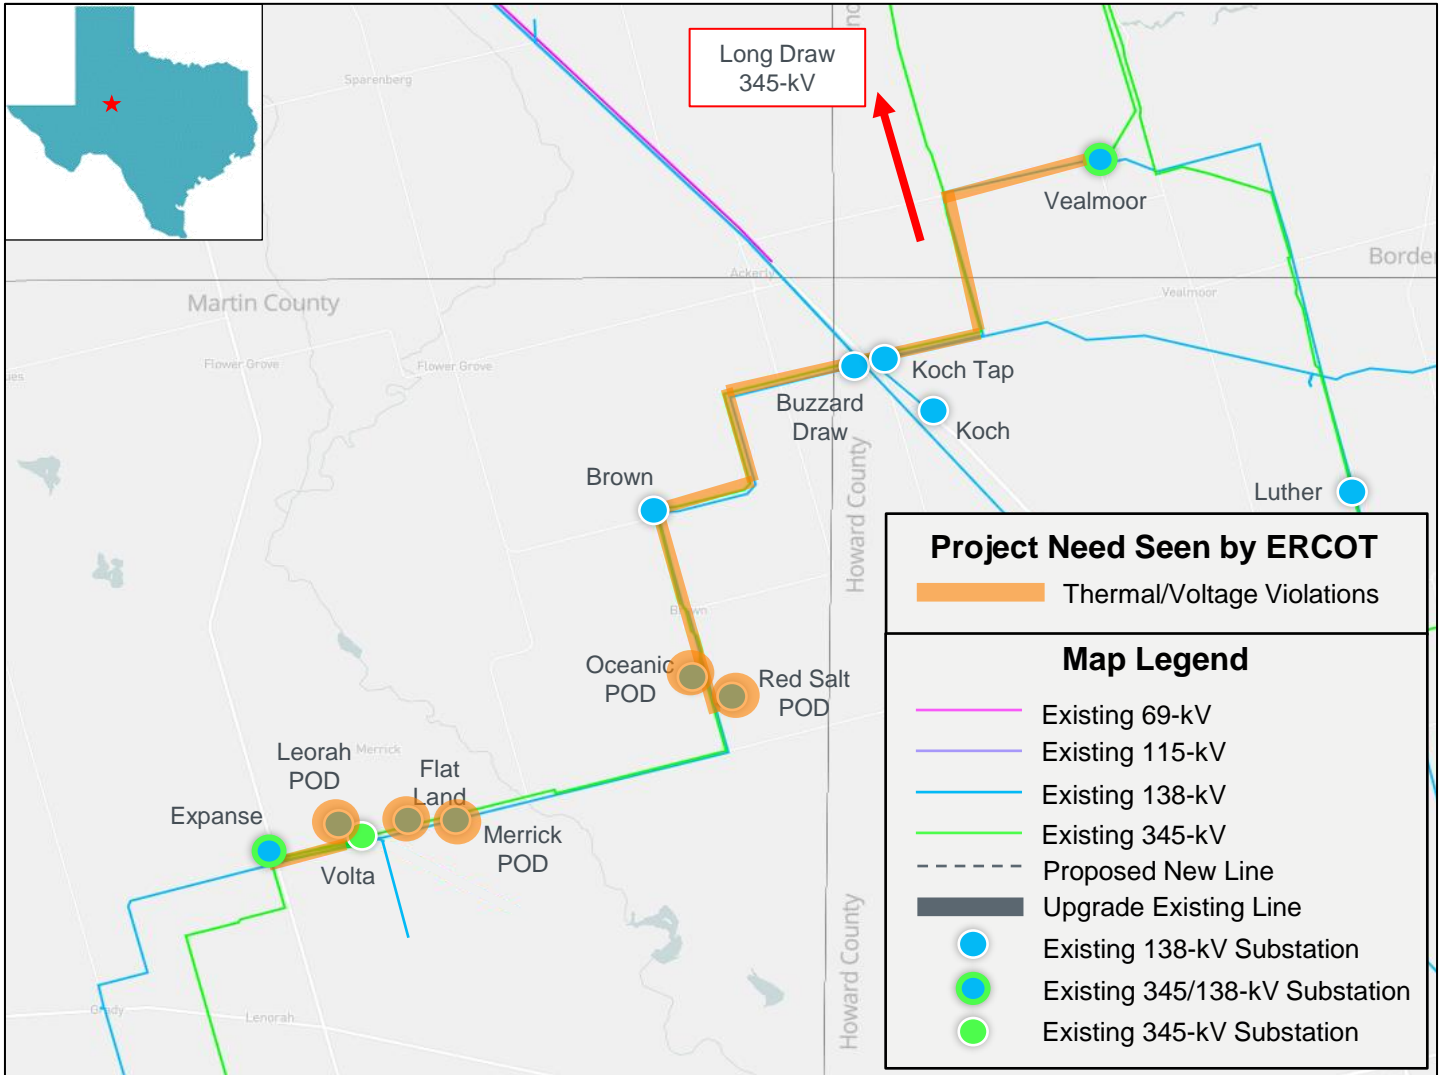 Long Draw
345-kV
Sparenberg
Vealmoor
Borde
Ackerly
Vealmoor
Martin County
Flower Grove
Flower Grove
ues
Koch Tap
Buzzard
Draw
Koch
Howard County
Brown
Luther
Brown
Oceanic
POD
Red Salt
POD
Leorah
POD
Merrick
Flat
Land
Expanse
Merrick
POD
Volta
Howard County
Grady
Lenorah
Project Need Seen by ERCOT
Thermal/Voltage Violations
Map Legend
Existing 69-kV
Existing 115-kV
Existing 138-kV
Existing 345-kV
Proposed New Line
Upgrade Existing Line
Existing 138-kV Substation
Existing 345/138-kV Substation
Existing 345-kV Substation